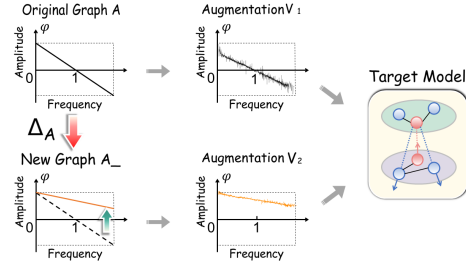 Original Graph A
Augmentation V 1
φ
φ
Amplitude
0
1
Frequency
Amplitude
0
1
Frequency
Target Model
Δ_A
New Graph A_
Augmentation V2
φ
φ
Amplitude
0
1
Frequency
Amplitude
0
1
Frequency